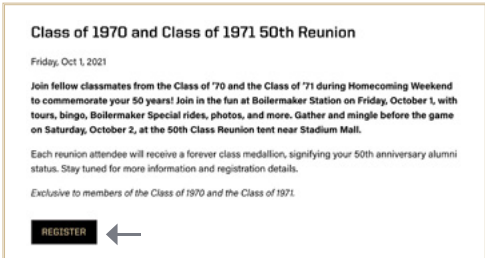 Class of 1970 and Class of 1971 50th Reunion
Friday, Oct 1, 2021
Join fellow classmates from the Class of '70 and the Class of '71 during Homecoming Weekend
to commemorate your 50 years! Join in the fun at Boilermaker Station on Friday, October 1, with
tours, bingo, Boilermaker Special rides, photos, and more. Gather and mingle before the game
on Saturday, October 2, at the 50th Class Reunion tent near Stadium Mall.
Each reunion attendee will receive a forever class medallion, signifying your 50th anniversary alumni
status. Stay tuned for more information and registration details.
Exclusive to members of the Class of 1970 and the Class of 1971.
REGISTER